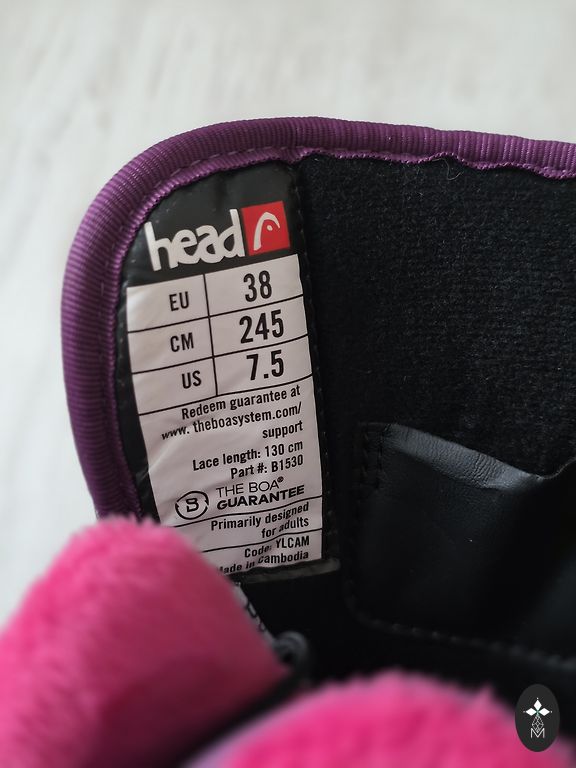 head
EU 38
CM 245
US 7.5
Redeem guarantee at
www.theboasystem.com/
support
Lace length: 130 cm
Part #: B1530
THE BOA®
GUARANTEE
Primarily designed
for adults
Code: YLCAM
Made in Cambodia
M